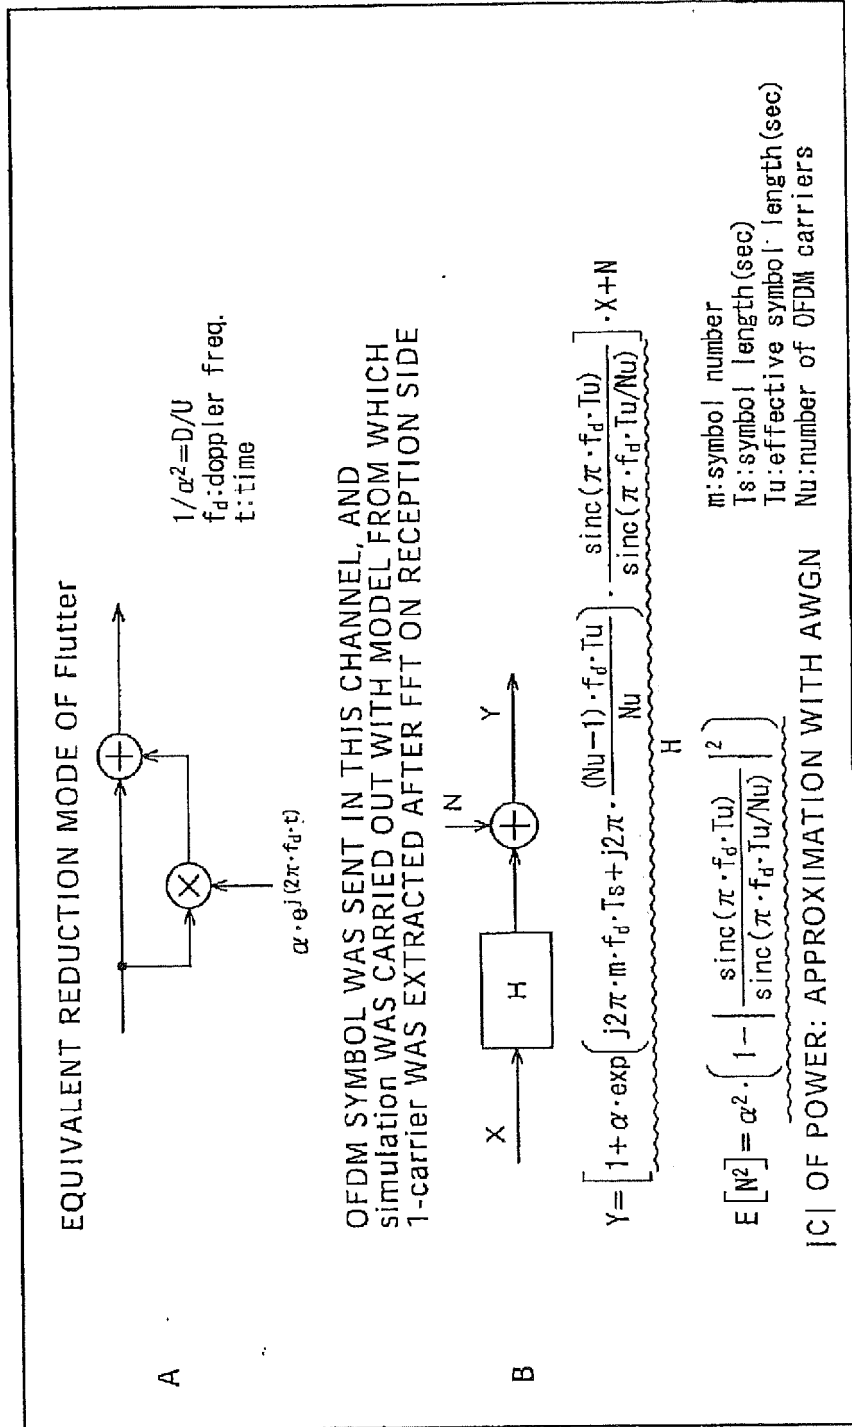 A
EQUIVALENT REDUCTION MODE OF Flutter
1/α²=D/U
f_d:doppler freq.
t:time
α·e^j(2π·f_d·t)
B
OFDM SYMBOL WAS SENT IN THIS CHANNEL, AND
simulation WAS CARRIED OUT WITH MODEL FROM WHICH
1-carrier WAS EXTRACTED AFTER FFT ON RECEPTION SIDE
X
H
N
Y
Y=[1+α·exp(j2π·m·f_d·Ts+j2π·(Nu-1)·f_d·Tu/Nu)·sinc(π·f_d·Tu)/sinc(π·f_d·Tu/Nu)]·X+N
H
E[N²]=α²·(1-|sinc(π·f_d·Tu)/sinc(π·f_d·Tu/Nu)|²)
|C| OF POWER: APPROXIMATION WITH AWGN
m:symbol number
Ts:symbol length(sec)
Tu:effective symbol length(sec)
Nu:number of OFDM carriers